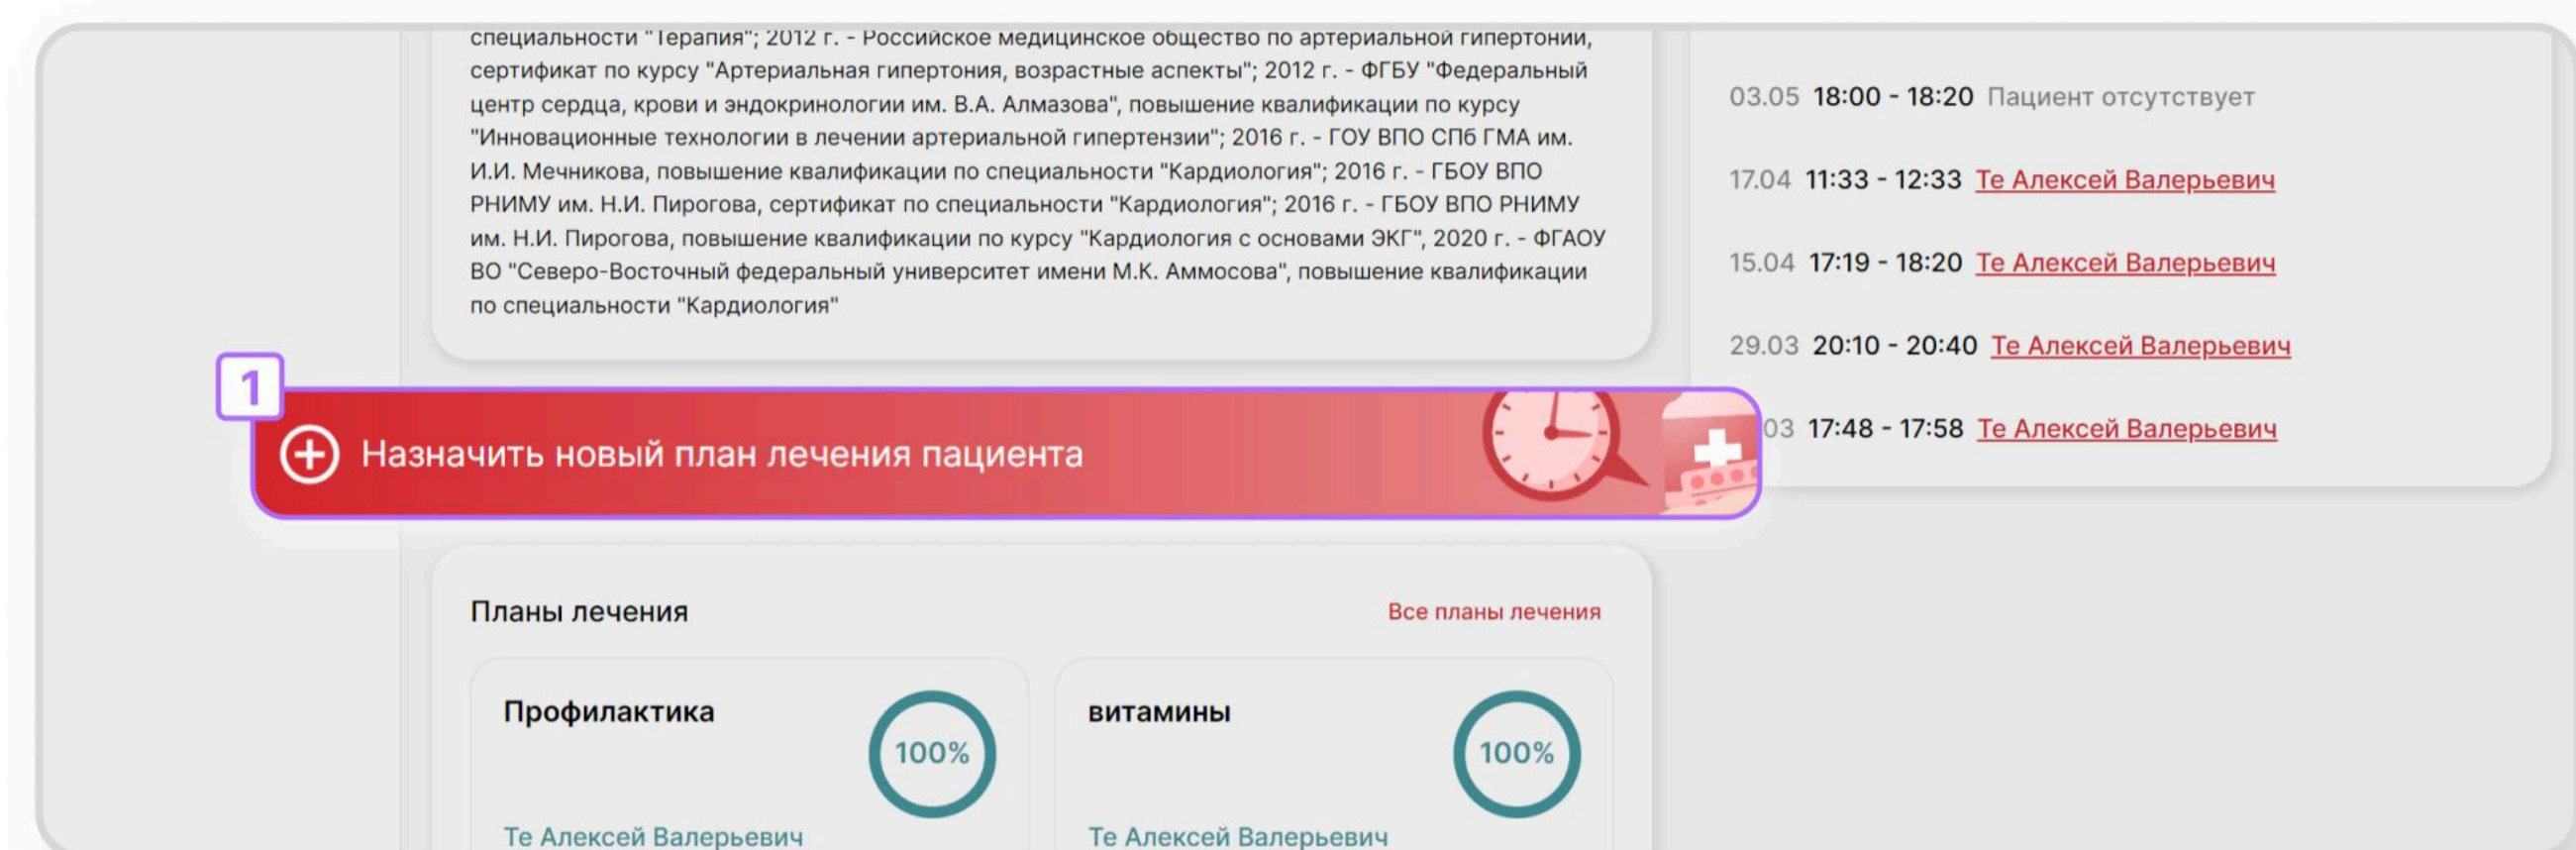 специальности "Терапия"; 2012 г. - Российское медицинское общество по артериальной гипертонии,
сертификат по курсу "Артериальная гипертония, возрастные аспекты"; 2012 г. - ФГБУ "Федеральный
центр сердца, крови и эндокринологии им. В.А. Алмазова", повышение квалификации по курсу
"Инновационные технологии в лечении артериальной гипертензии"; 2016 г. - ГОУ ВПО СПб ГМА им.
И.И. Мечникова, повышение квалификации по специальности "Кардиология"; 2016 г. - ГБОУ ВПО
РНИМУ им. Н.И. Пирогова, сертификат по специальности "Кардиология"; 2016 г. - ГБОУ ВПО РНИМУ
им. Н.И. Пирогова, повышение квалификации по курсу "Кардиология с основами ЭКГ", 2020 г. - ФГАОУ
ВО "Северо-Восточный федеральный университет имени М.К. Аммосова", повышение квалификации
по специальности "Кардиология"
03.05 18:00 - 18:20 Пациент отсутствует
17.04 11:33 - 12:33 Те Алексей Валерьевич
15.04 17:19 - 18:20 Те Алексей Валерьевич
29.03 20:10 - 20:40 Те Алексей Валерьевич
03 17:48 - 17:58 Те Алексей Валерьевич
1
Назначить новый план лечения пациента
Планы лечения
Все планы лечения
Профилактика
100%
Те Алексей Валерьевич
витамины
100%
Те Алексей Валерьевич